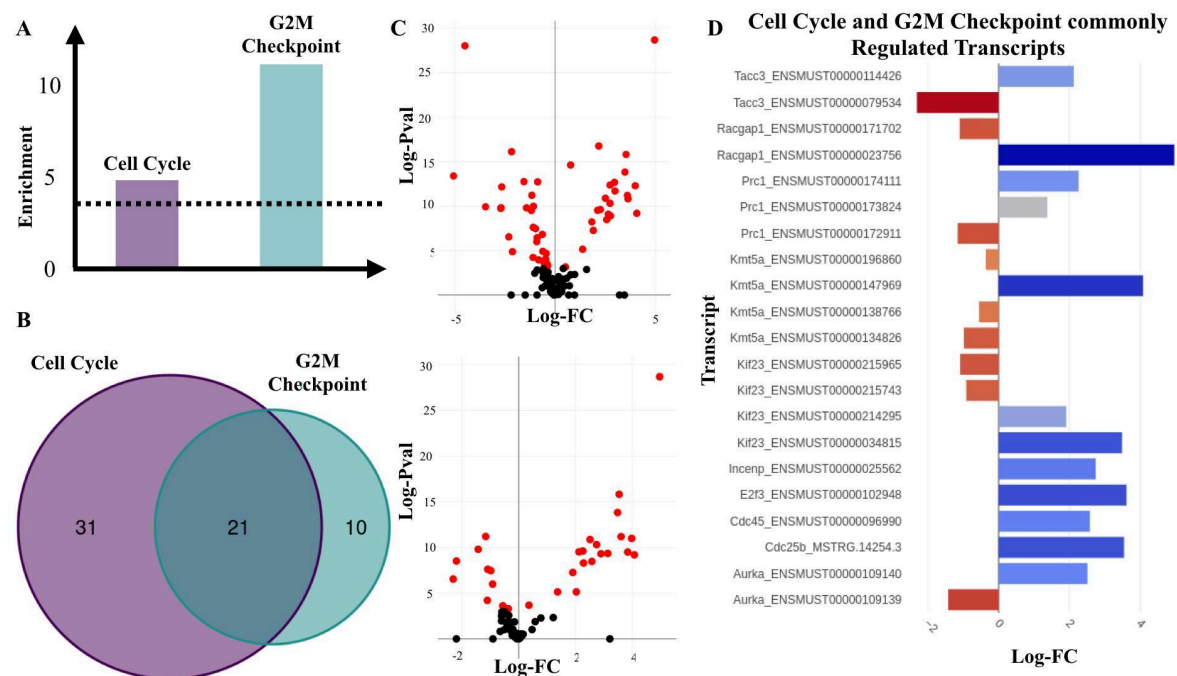 A
Enrichment
10
5
0
Cell Cycle
G2M
Checkpoint
B
Cell Cycle
G2M
Checkpoint
31
21
10
C
Log-Pval
30
25
20
15
10
5
0
-5
5
Log-FC
Log-Pval
30
25
20
15
10
5
0
-2
0
2
4
Log-FC
D
Cell Cycle and G2M Checkpoint commonly
Regulated Transcripts
Transcript
Tacc3_ENSMUST00000114426
Tacc3_ENSMUST00000079534
Racgap1_ENSMUST00000171702
Racgap1_ENSMUST00000023756
Prc1_ENSMUST00000174111
Prc1_ENSMUST00000173824
Prc1_ENSMUST00000172911
Kmt5a_ENSMUST00000196860
Kmt5a_ENSMUST00000147969
Kmt5a_ENSMUST00000138766
Kmt5a_ENSMUST00000134826
Kif23_ENSMUST00000215965
Kif23_ENSMUST00000215743
Kif23_ENSMUST00000214295
Kif23_ENSMUST00000034815
Incenp_ENSMUST00000025562
E2f3_ENSMUST00000102948
Cdc45_ENSMUST00000096990
Cdc25b_MSTRG.14254.3
Aurka_ENSMUST00000109140
Aurka_ENSMUST00000109139
-2
0
2
4
Log-FC